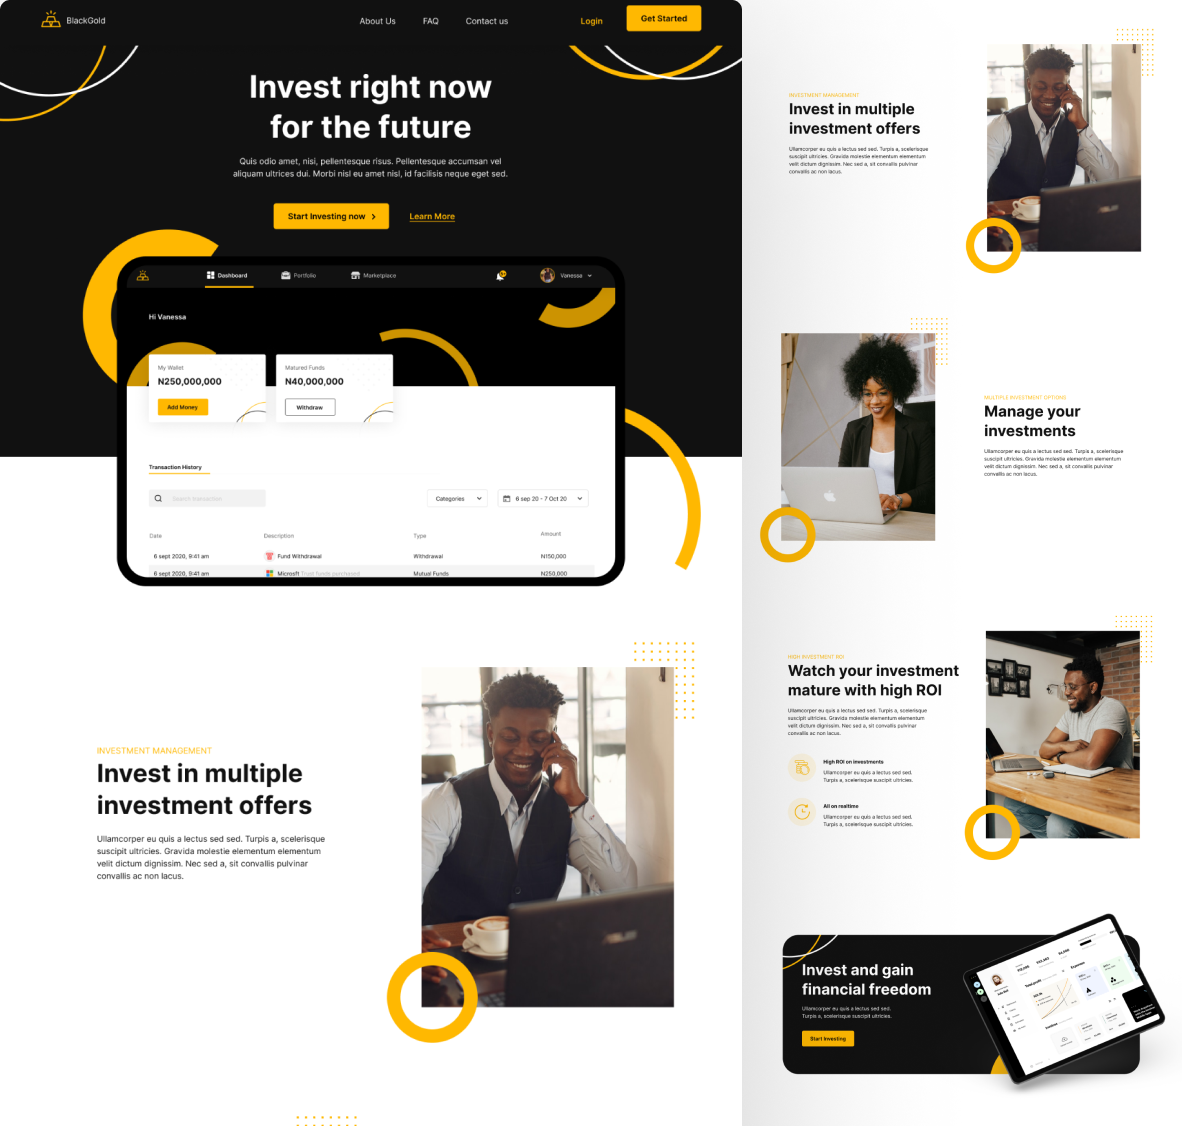 BlackGold
About Us
FAQ
Contact us
Login
Get Started
Invest right now
for the future
Quis odio amet, nisi, pellentesque risus. Pellentesque accumsan vel
aliquam ultrices dui. Morbi nisl eu amet nisl, id facilisis neque eget sed.
Start Investing now
Learn More
Dashboard
Portfolio
Marketplace
Vanessa
Hi Vanessa
My Wallet
N250,000,000
Add Money
Matured Funds
N40,000,000
Withdraw
Transaction History
Search transaction
Categories
6 sep 20 - 7 Oct 20
Date
Description
Type
Amount
6 sept 2020, 9:41 am
Fund Withdrawal
Withdrawal
N150,000
6 sept 2020, 9:41 am
Microsft Trust funds purchased
Mutual Funds
N250,000
INVESTMENT MANAGEMENT
Invest in multiple
investment offers
Ullamcorper eu quis a lectus sed sed. Turpis a, scelerisque
suscipit ultricies. Gravida molestie elementum elementum
velit dictum dignissim. Nec sed a, sit convallis pulvinar
convallis ac non lacus.
INVESTMENT MANAGEMENT
Invest in multiple
investment offers
Ullamcorper eu quis a lectus sed sed. Turpis a, scelerisque
suscipit ultricies. Gravida molestie elementum elementum
velit dictum dignissim. Nec sed a, sit convallis pulvinar
convallis ac non lacus.
MULTIPLE INVESTMENT OPTIONS
Manage your
investments
Ullamcorper eu quis a lectus sed sed. Turpis a, scelerisque
suscipit ultricies. Gravida molestie elementum elementum
velit dictum dignissim. Nec sed a, sit convallis pulvinar
convallis ac non lacus.
HIGH INVESTMENT ROI
Watch your investment
mature with high ROI
Ullamcorper eu quis a lectus sed sed. Turpis a, scelerisque
suscipit ultricies. Gravida molestie elementum elementum
velit dictum dignissim. Nec sed a, sit convallis pulvinar
convallis ac non lacus.
High ROI on investments
Ullamcorper eu quis a lectus sed sed.
Turpis a, scelerisque suscipit ultricies.
All on realtime
Ullamcorper eu quis a lectus sed sed.
Turpis a, scelerisque suscipit ultricies.
Invest and gain
financial freedom
Ullamcorper eu quis a lectus sed sed.
Turpis a, scelerisque suscipit ultricies.
Start Investing